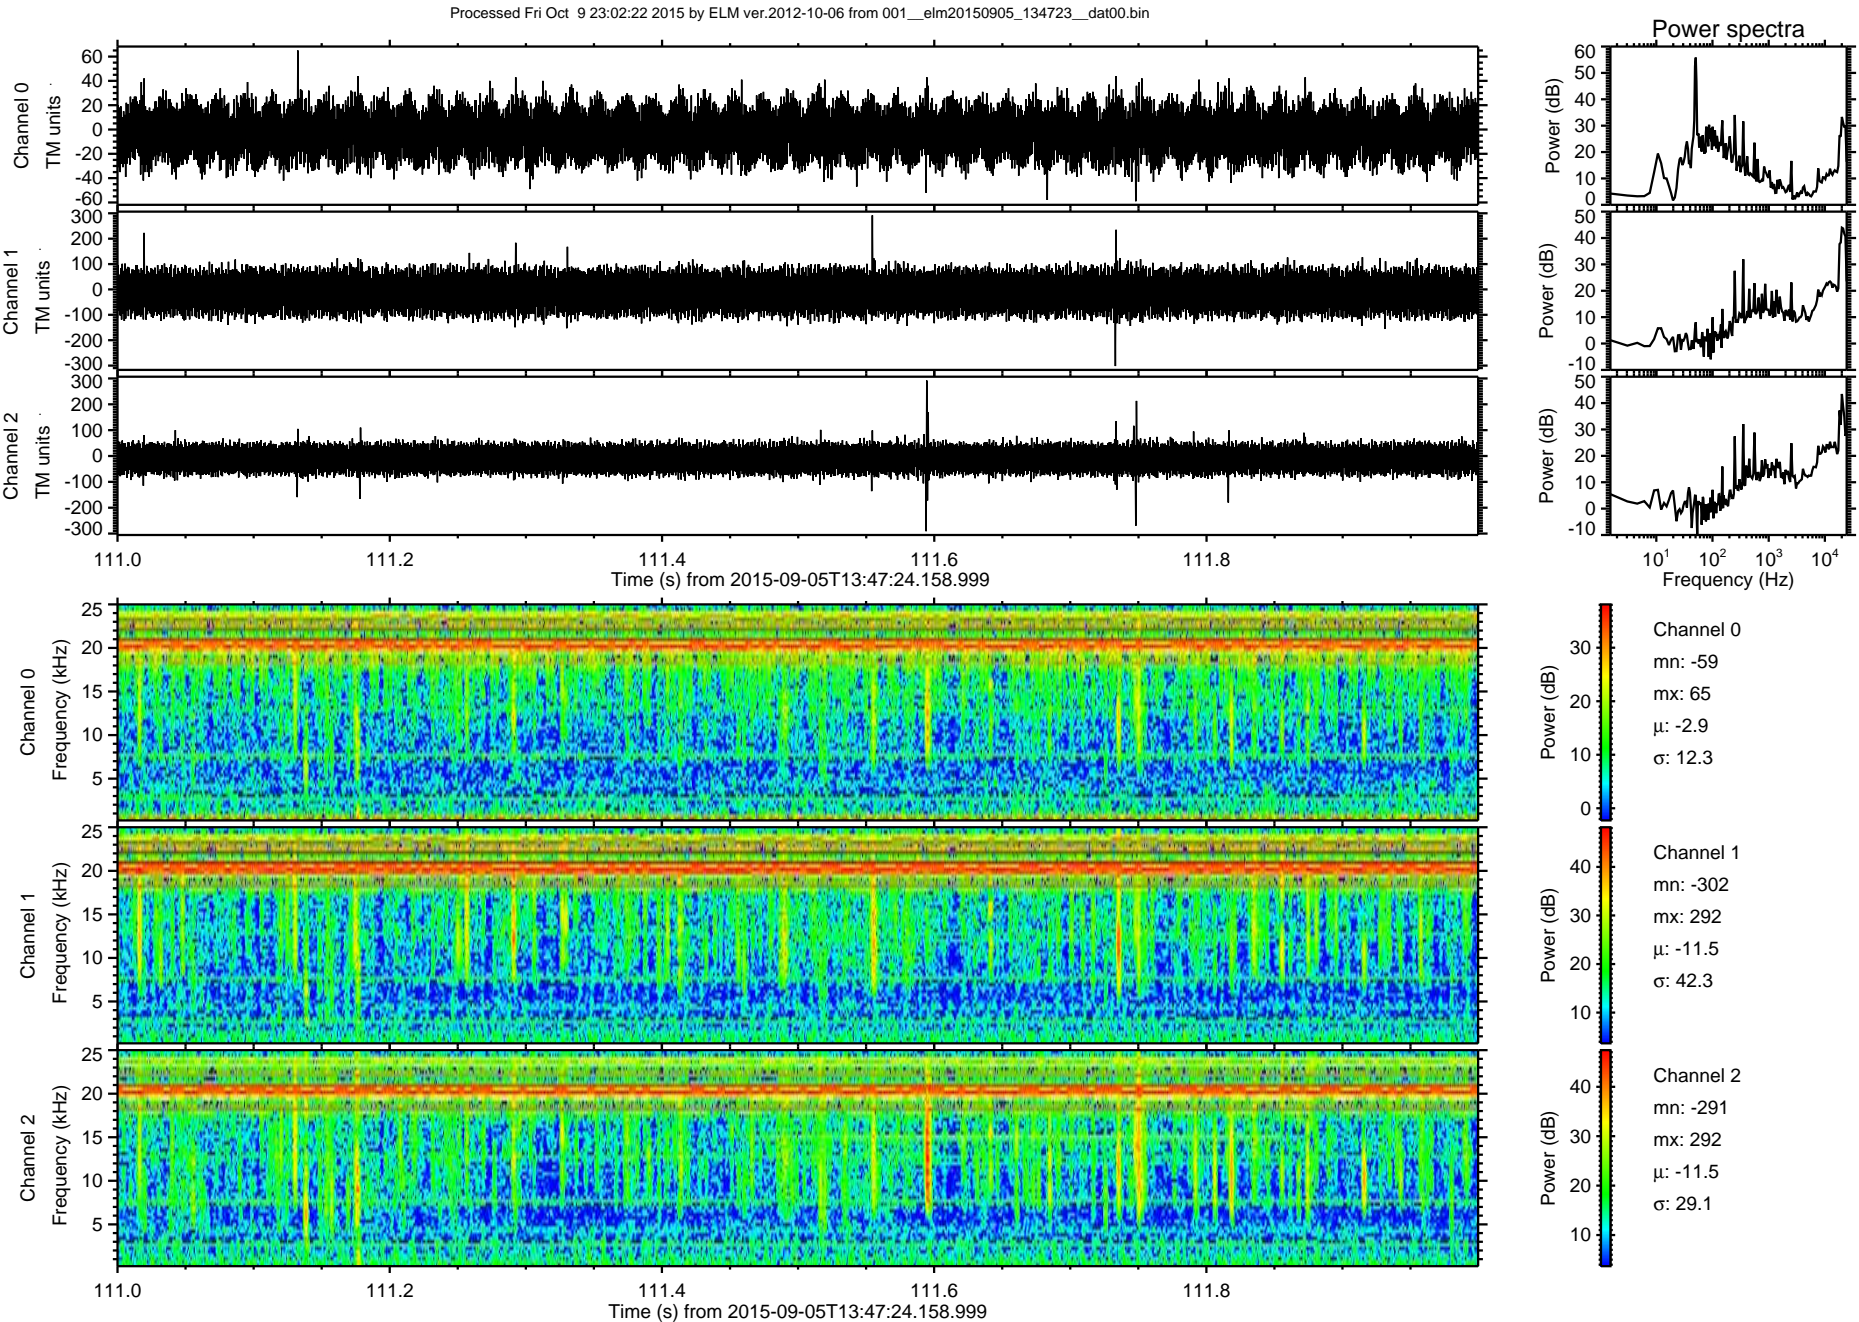 Processed Fri Oct  9 23:02:22 2015 by ELM ver.2012-10-06 from 001__elm20150905_134723__dat00.bin
Power spectra
Channel 0
TM units
60
40
20
0
-20
-40
-60
Power (dB)
60
50
40
30
20
10
0
Channel 1
TM units
300
200
100
0
-100
-200
-300
Power (dB)
50
40
30
20
10
0
-10
Channel 2
TM units
300
200
100
0
-100
-200
-300
Power (dB)
50
40
30
20
10
0
-10
111.0 111.2 111.4 111.6 111.8
Time (s) from 2015-09-05T13:47:24.158.999
10¹ 10² 10³ 10⁴
Frequency (Hz)
Channel 0
Frequency (kHz)
25
20
15
10
5
Power (dB)
30
20
10
0
Channel 0
mn: -59
mx: 65
μ: -2.9
σ: 12.3
Channel 1
Frequency (kHz)
25
20
15
10
5
Power (dB)
40
30
20
10
Channel 1
mn: -302
mx: 292
μ: -11.5
σ: 42.3
Channel 2
Frequency (kHz)
25
20
15
10
5
Power (dB)
40
30
20
10
Channel 2
mn: -291
mx: 292
μ: -11.5
σ: 29.1
111.0 111.2 111.4 111.6 111.8
Time (s) from 2015-09-05T13:47:24.158.999